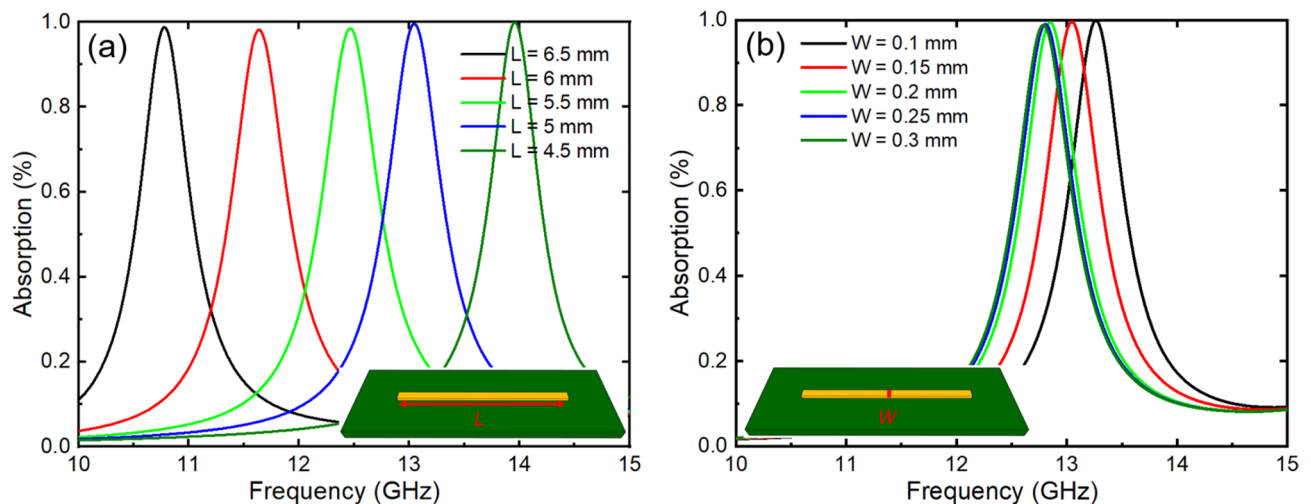 (a)
L = 6.5 mm
L = 6 mm
L = 5.5 mm
L = 5 mm
L = 4.5 mm
Absorption (%)
1.0
0.8
0.6
0.4
0.2
0.0
10
11
12
13
14
15
Frequency (GHz)
L
(b)
W = 0.1 mm
W = 0.15 mm
W = 0.2 mm
W = 0.25 mm
W = 0.3 mm
Absorption (%)
1.0
0.8
0.6
0.4
0.2
0.0
10
11
12
13
14
15
Frequency (GHz)
W